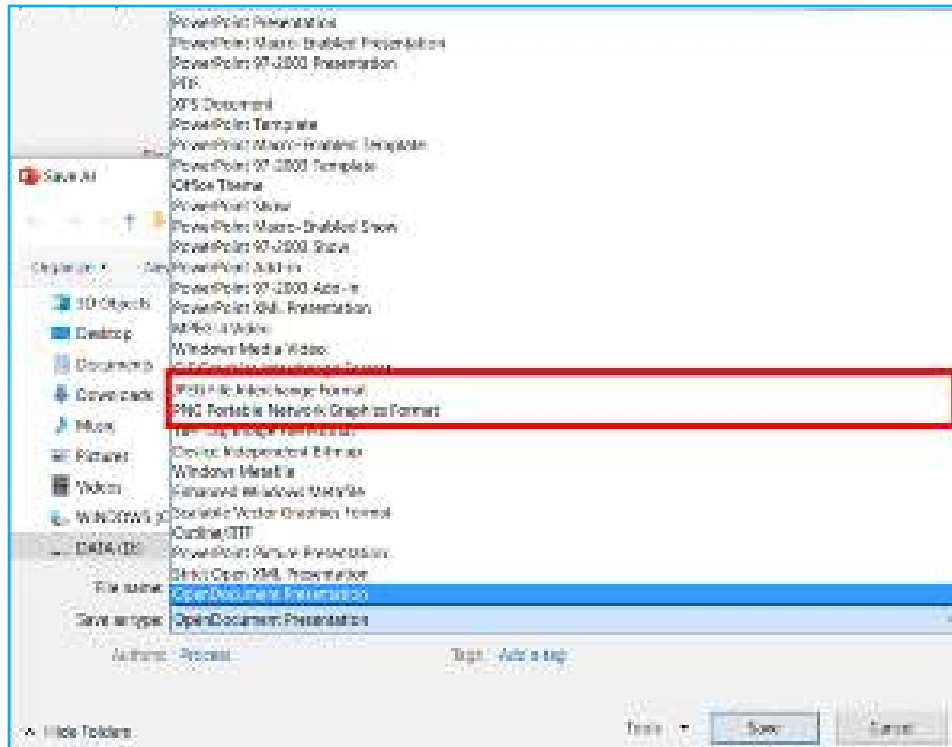 PowerPoint Presentation
PowerPoint Macro-Enabled Presentation
PowerPoint 97-2003 Presentation
PDF
XPS Document
PowerPoint Template
PowerPoint Macro-Enabled Template
PowerPoint 97-2003 Template
Save As
Office Theme
PowerPoint Show
PowerPoint Macro-Enabled Show
PowerPoint 97-2003 Show
Organize
PowerPoint Add-in
PowerPoint 97-2003 Add-in
3D Objects
PowerPoint XML Presentation
MPEG-4 Video
Desktop
Windows Media Video
Documents
JPEG File Interchange Format
Downloads
PNG Portable Network Graphics Format
Music
Device Independent Bitmap
Pictures
Windows Metafile
Enhanced Windows Metafile
Videos
Scalable Vector Graphics Format
WINDOWS
Outline/RTF
DATA (D:)
PowerPoint Picture Presentation
Strict Open XML Presentation
File name:
OpenDocument Presentation
Save as type: OpenDocument Presentation
Authors:
Tags: Add a tag
Hide Folders
Tools
Save
Cancel